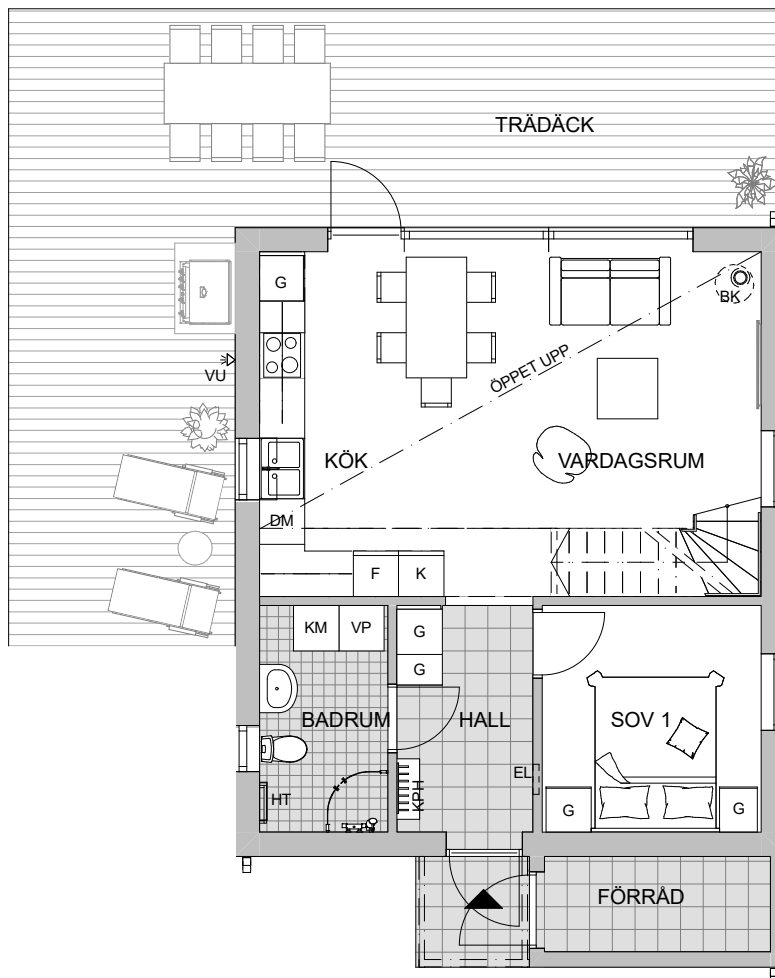 TRÄDÄCK
G
BK
VU
ÖPPET UPP
KÖK
VARDAGSRUM
DM
F
K
KM
VP
G
G
BADRUM
HALL
SOV 1
EL
HT
KPH
G
G
FÖRRÅD